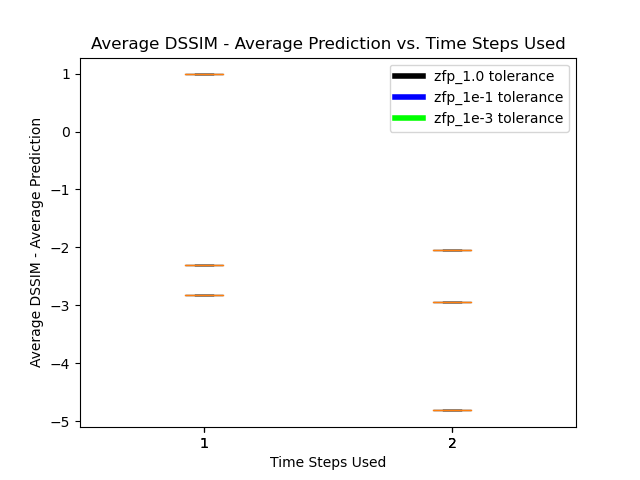 Average DSSIM - Average Prediction vs. Time Steps Used
zfp_1.0 tolerance
zfp_1e-1 tolerance
zfp_1e-3 tolerance
Average DSSIM - Average Prediction
1
0
−1
−2
−3
−4
−5
1
2
Time Steps Used